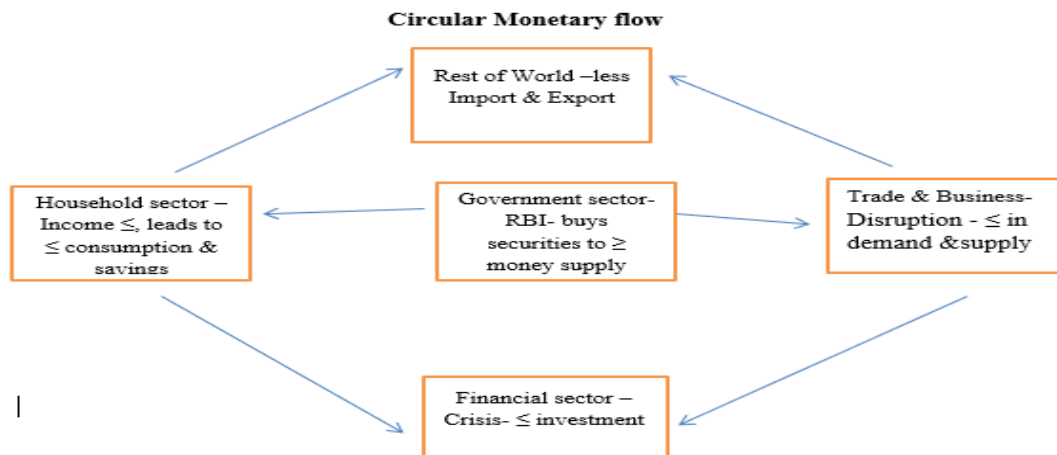 Circular Monetary flow
Rest of World –less
Import & Export
Household sector –
Income ≤, leads to
≤ consumption &
savings
Government sector-
RBI- buys
securities to ≥
money supply
Trade & Business-
Disruption - ≤ in
demand &supply
Financial sector –
Crisis- ≤ investment